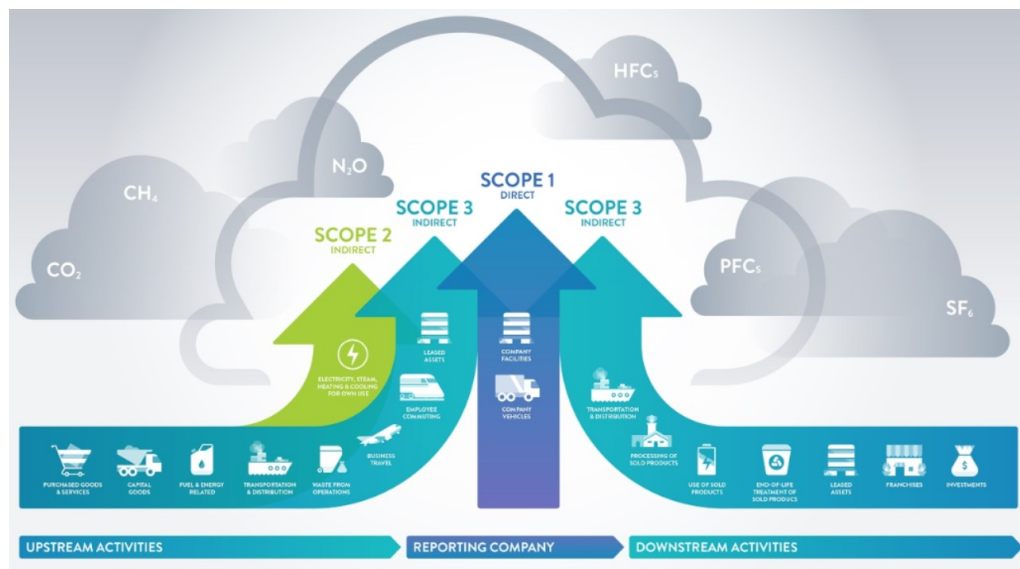 HFCs
N₂O
CH₄
CO₂
PFCs
SF₆
SCOPE 1
DIRECT
SCOPE 3
INDIRECT
SCOPE 3
INDIRECT
SCOPE 2
INDIRECT
ELECTRICITY, STEAM,
HEATING & COOLING
FOR OWN USE
LEASED
ASSETS
EMPLOYEE
COMMUTING
BUSINESS
TRAVEL
COMPANY
FACILITIES
COMPANY
VEHICLES
TRANSPORTATION
& DISTRIBUTION
PROCESSING OF
SOLD PRODUCTS
PURCHASED GOODS
& SERVICES
CAPITAL
GOODS
FUEL & ENERGY
RELATED
TRANSPORTATION
& DISTRIBUTION
WASTE FROM
OPERATIONS
USE OF SOLD
PRODUCTS
END-OF-LIFE
TREATMENT OF
SOLD PRODUCS
LEASED
ASSETS
FRANCHISES
$
INVESTMENTS
UPSTREAM ACTIVITIES
REPORTING COMPANY
DOWNSTREAM ACTIVITIES